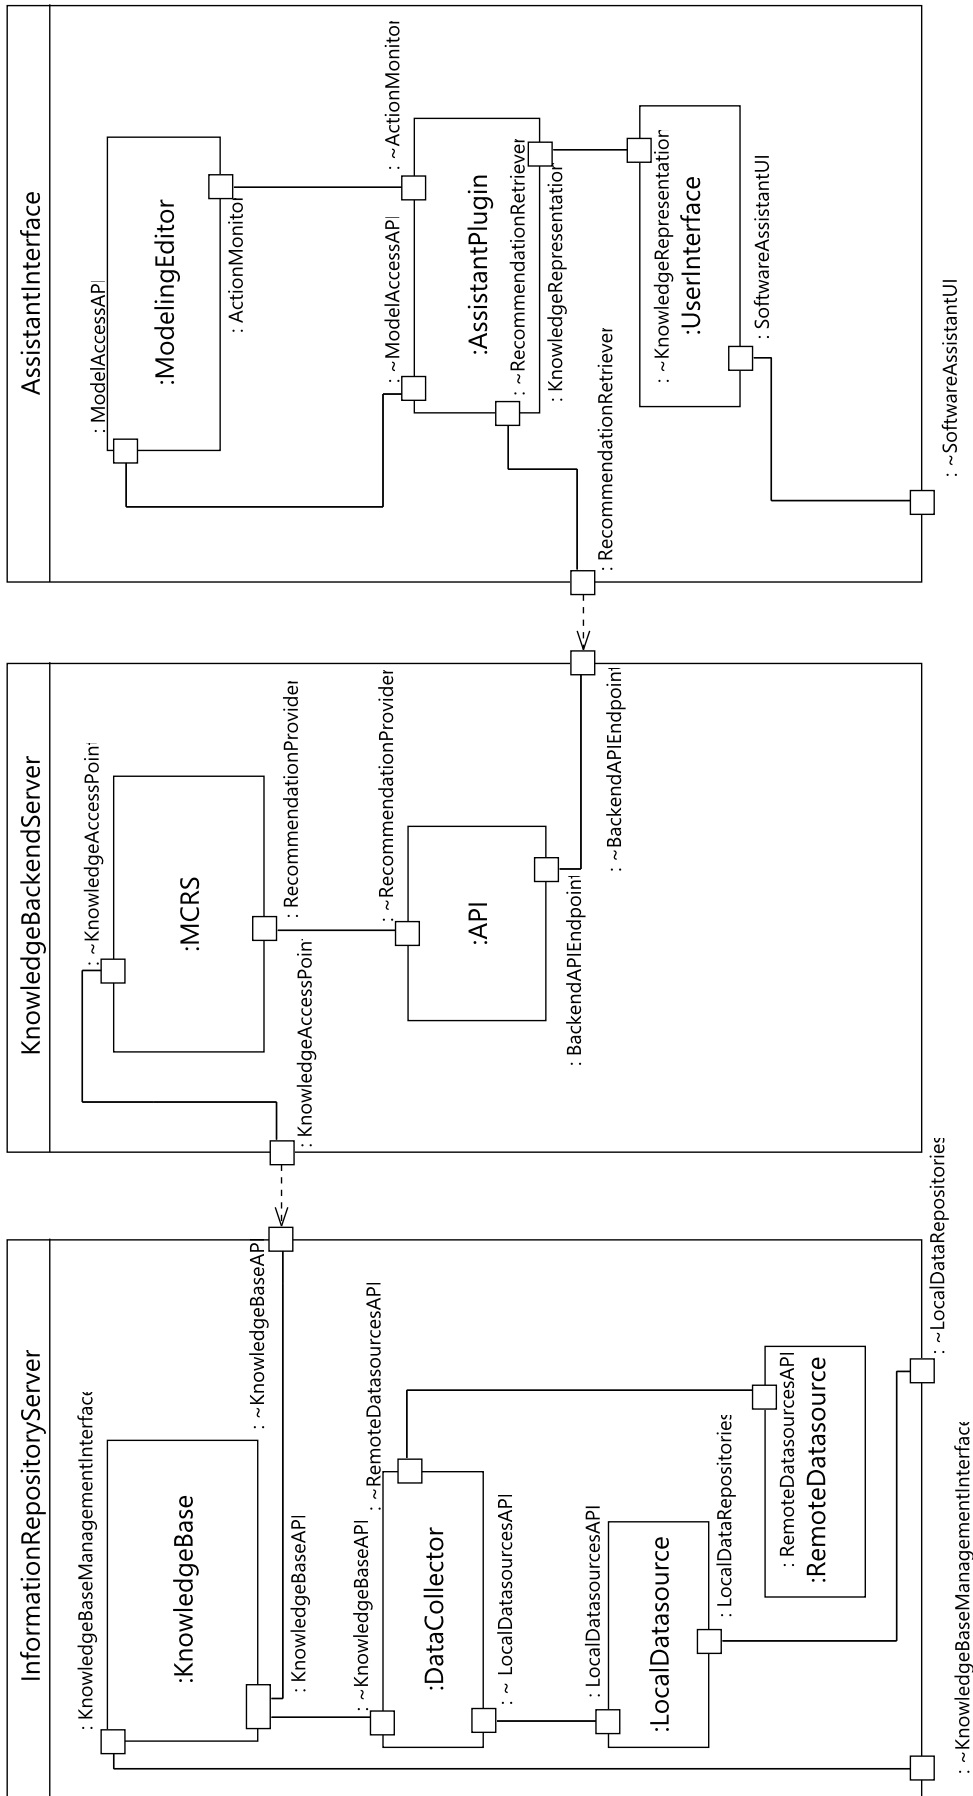 InformationRepositoryServer
: KnowledgeBaseManagementInterface
:KnowledgeBase
: ~KnowledgeBaseAPI
: KnowledgeBaseAPI
: ~KnowledgeBaseAPI
: ~RemoteDatasourcesAPI
:DataCollector
: ~ LocalDatasourcesAPI
: LocalDatasourcesAPI
:LocalDatasource
: LocalDataRepositories
: RemoteDatasourcesAPI
:RemoteDatasource
: ~LocalDataRepositories
: ~KnowledgeBaseManagementInterface
KnowledgeBackendServer
: ~KnowledgeAccessPoint
:MCRS
: RecommendationProvider
: KnowledgeAccessPoint
: ~RecommendationProvider
:API
: BackendAPIEndpoint
: ~BackendAPIEndpoint
AssistantInterface
: ModelAccessAPI
:ModelingEditor
: ActionMonitor
: ~ActionMonitor
: ~ModelAccessAPI
:AssistantPlugin
: ~RecommendationRetriever
: KnowledgeRepresentation
: RecommendationRetriever
: ~KnowledgeRepresentation
:UserInterface
: SoftwareAssistantUI
: ~SoftwareAssistantUI